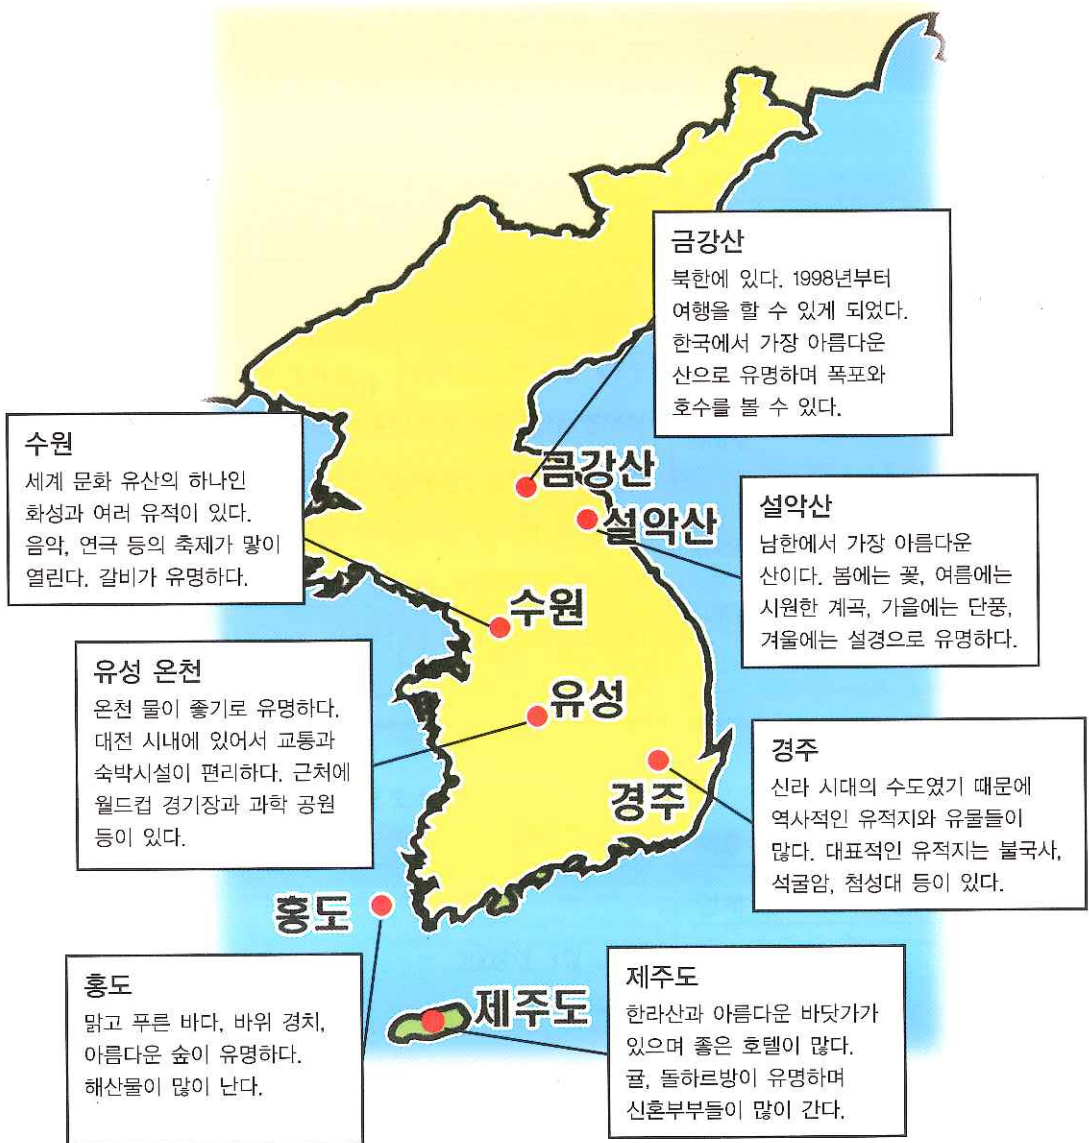 금강산
북한에 있다. 1998년부터
여행을 할 수 있게 되었다.
한국에서 가장 아름다운
산으로 유명하며 폭포와
호수를 볼 수 있다.
수원
세계 문화 유산의 하나인
화성과 여러 유적이 있다.
음악, 연극 등의 축제가 많이
열린다. 갈비가 유명하다.
금강산
설악산
설악산
남한에서 가장 아름다운
산이다. 봄에는 꽃, 여름에는
시원한 계곡, 가을에는 단풍,
겨울에는 설경으로 유명하다.
수원
유성 온천
온천 물이 좋기로 유명하다.
대전 시내에 있어서 교통과
숙박시설이 편리하다. 근처에
월드컵 경기장과 과학 공원
등이 있다.
유성
경주
경주
신라 시대의 수도였기 때문에
역사적인 유적지와 유물들이
많다. 대표적인 유적지는 불국사,
석굴암, 첨성대 등이 있다.
홍도
홍도
맑고 푸른 바다, 바위 경치,
아름다운 숲이 유명하다.
해산물이 많이 난다.
제주도
제주도
한라산과 아름다운 바닷가가
있으며 좋은 호텔이 많다.
귤, 돌하르방이 유명하며
신혼부부들이 많이 간다.